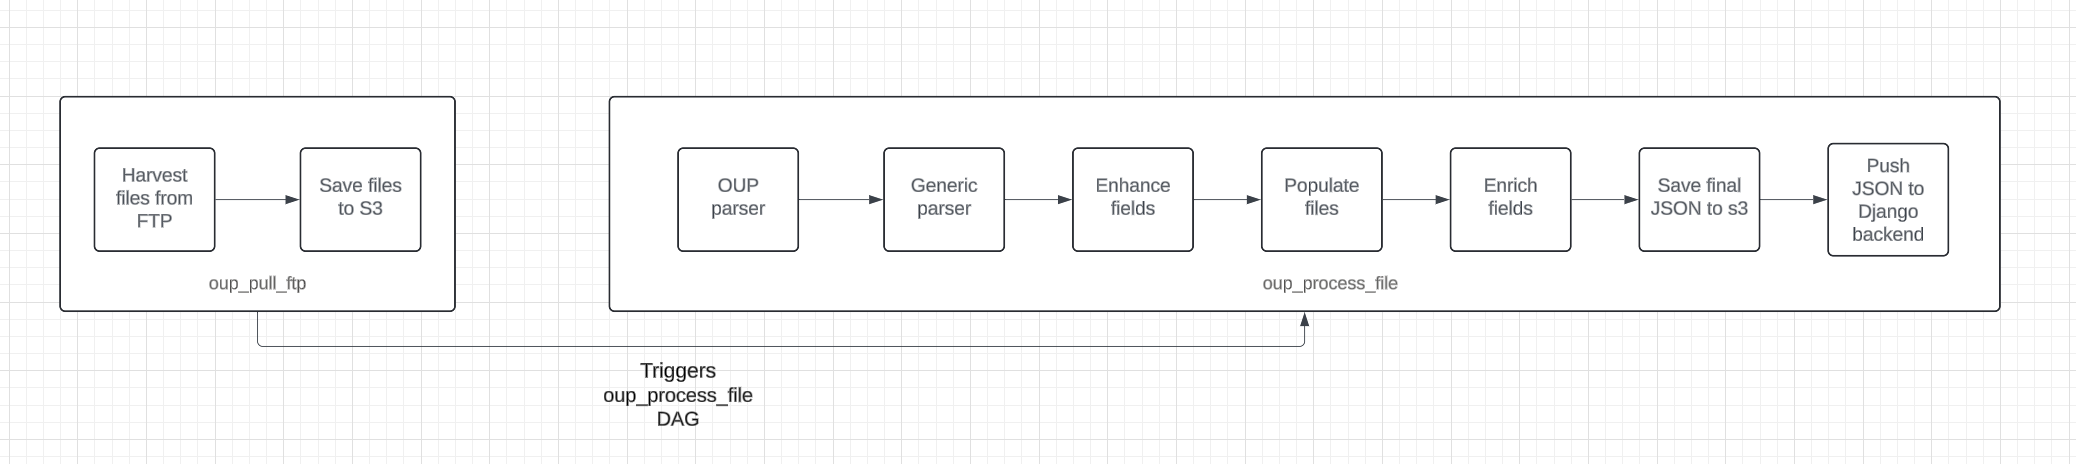 Harvest
files from
FTP
Save files
to S3
oup_pull_ftp
OUP
parser
Generic
parser
Enhance
fields
Populate
files
Enrich
fields
Save final
JSON to s3
Push
JSON to
Django
backend
oup_process_file
Triggers
oup_process_file
DAG